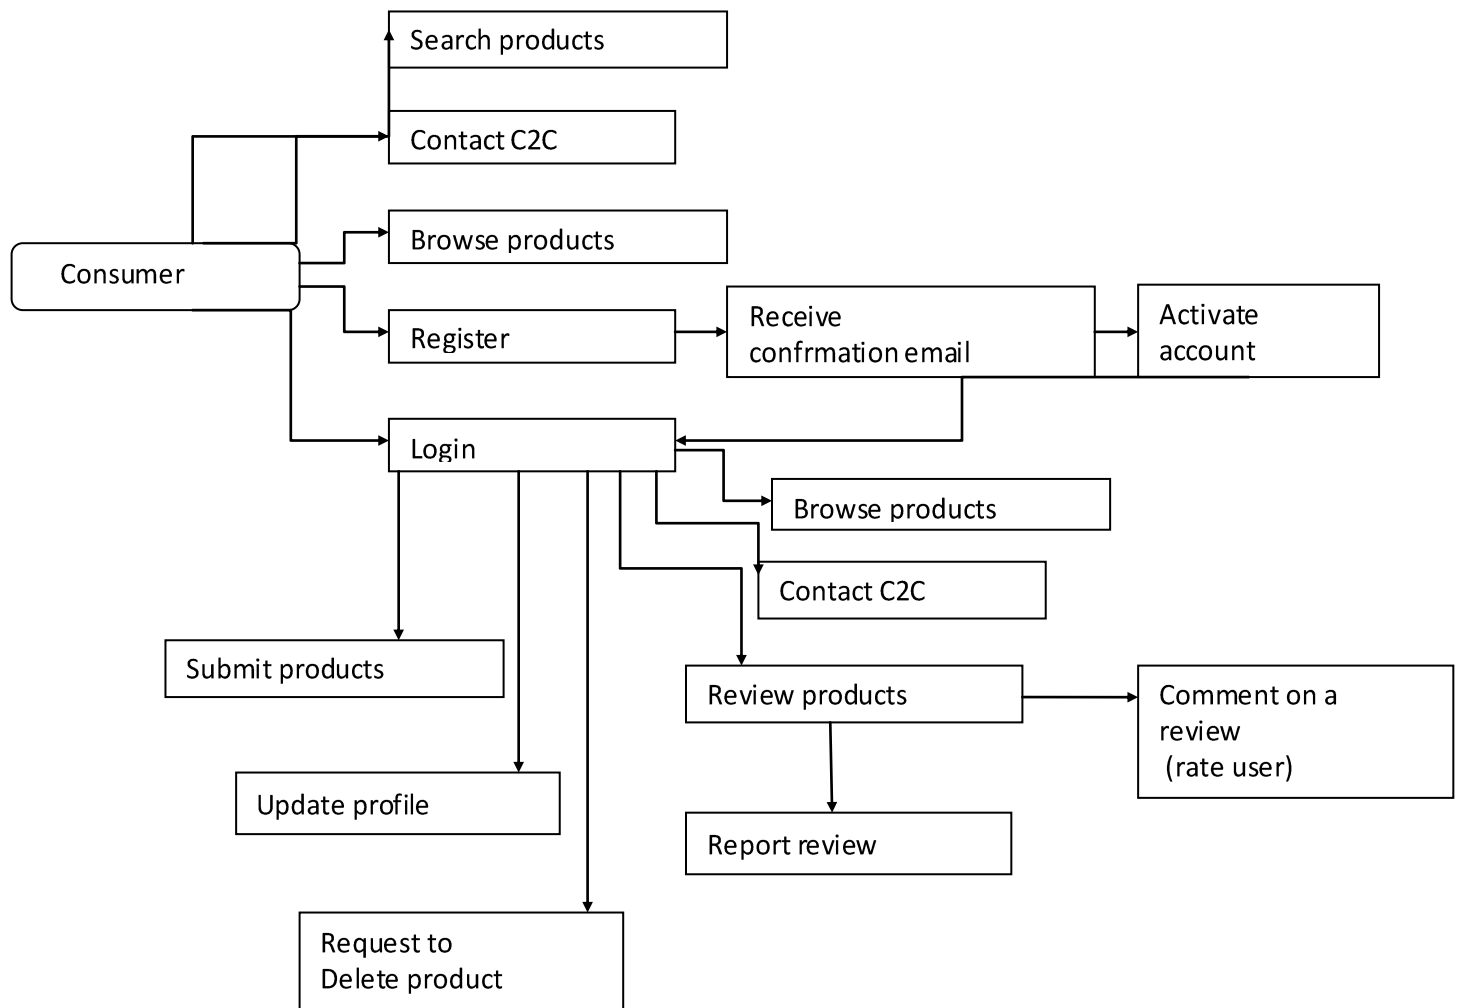 Search products
Contact C2C
Browse products
Consumer
Register
Receive
confrmation email
Activate
account
Login
Browse products
Contact C2C
Submit products
Review products
Comment on a
review
(rate user)
Update profile
Report review
Request to
Delete product